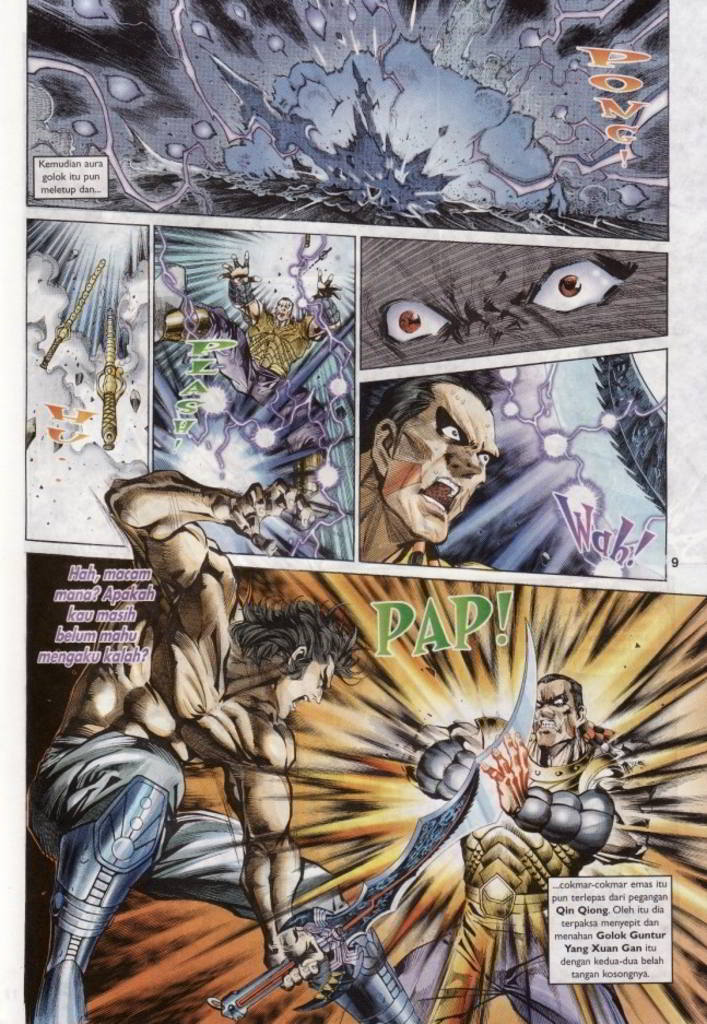 PONG!
Kemudian aura
golok itu pun
meletup dan...
HU
PLASH!
Wah!
9
Hah, macam
mana? Apakah
kau masih
belum mahu
mengaku kalah?
PAP!
...cokmar-cokmar emas itu
pun terlepas dari pegangan
Qin Qiong. Oleh itu dia
terpaksa menyepit dan
menahan Golok Guntur
Yang Xuan Gan itu
dengan kedua-dua belah
tangan kosongnya.